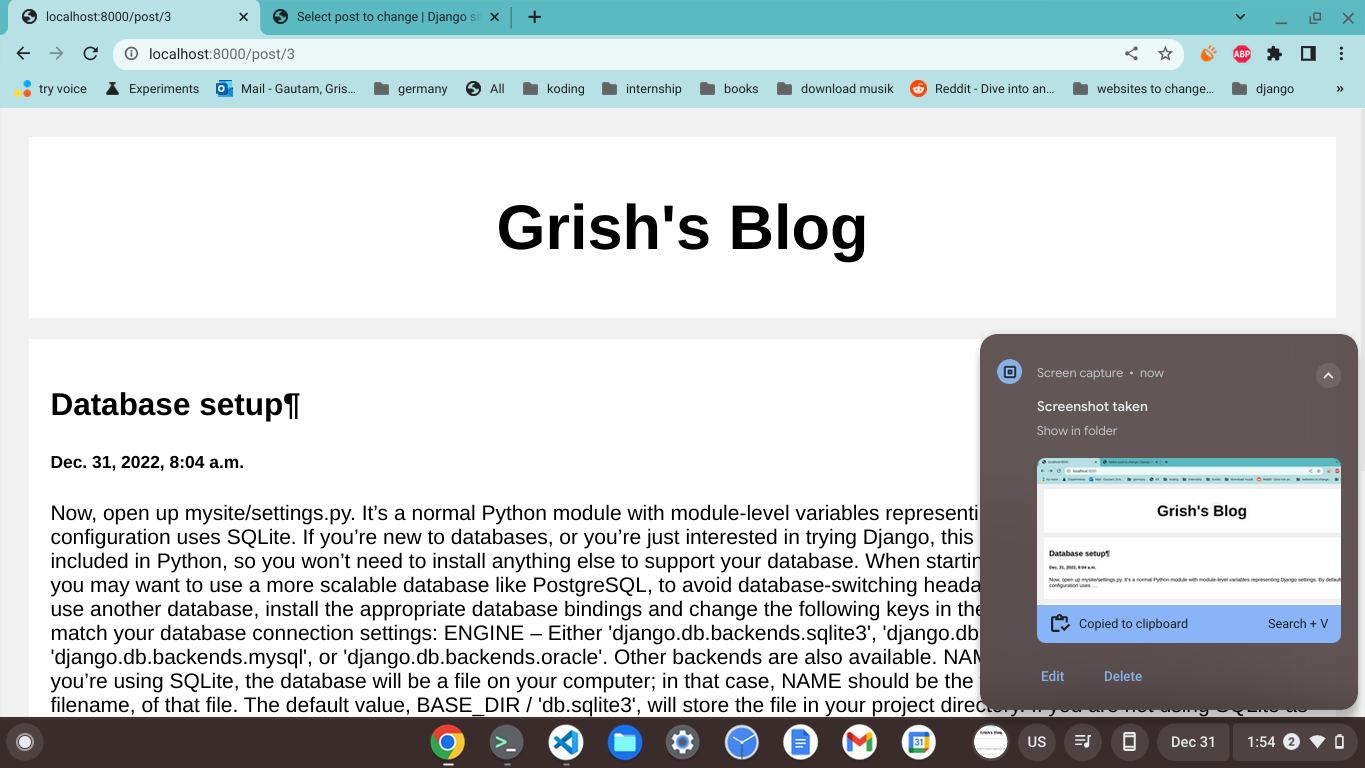 localhost:8000/post/3
Select post to change | Django si
localhost:8000/post/3
ABP
try voice
Experiments
Mail - Gautam, Gris...
germany
All
koding
internship
books
download musik
Reddit - Dive into an...
websites to change...
django
»
Grish's Blog
Database setup¶
Dec. 31, 2022, 8:04 a.m.
Now, open up mysite/settings.py. It’s a normal Python module with module-level variables representi
configuration uses SQLite. If you’re new to databases, or you’re just interested in trying Django, this
included in Python, so you won’t need to install anything else to support your database. When startin
you may want to use a more scalable database like PostgreSQL, to avoid database-switching heada
use another database, install the appropriate database bindings and change the following keys in the
match your database connection settings: ENGINE – Either 'django.db.backends.sqlite3', 'django.db
'django.db.backends.mysql', or 'django.db.backends.oracle'. Other backends are also available. NAM
you’re using SQLite, the database will be a file on your computer; in that case, NAME should be the
filename, of that file. The default value, BASE_DIR / 'db.sqlite3', will store the file in your project directory. If you are not using SQLite as
Screen capture • now
Screenshot taken
Show in folder
Grish's Blog
Database setup¶
Dec. 31, 2022, 8:04 a.m.
Now, open up mysite/settings.py. It’s a normal Python module with module-level variables representing Django settings. By defaul
configuration uses ...
Copied to clipboard
Search + V
Edit
Delete
31
Grish's Blog
US
Dec 31
1:54
2